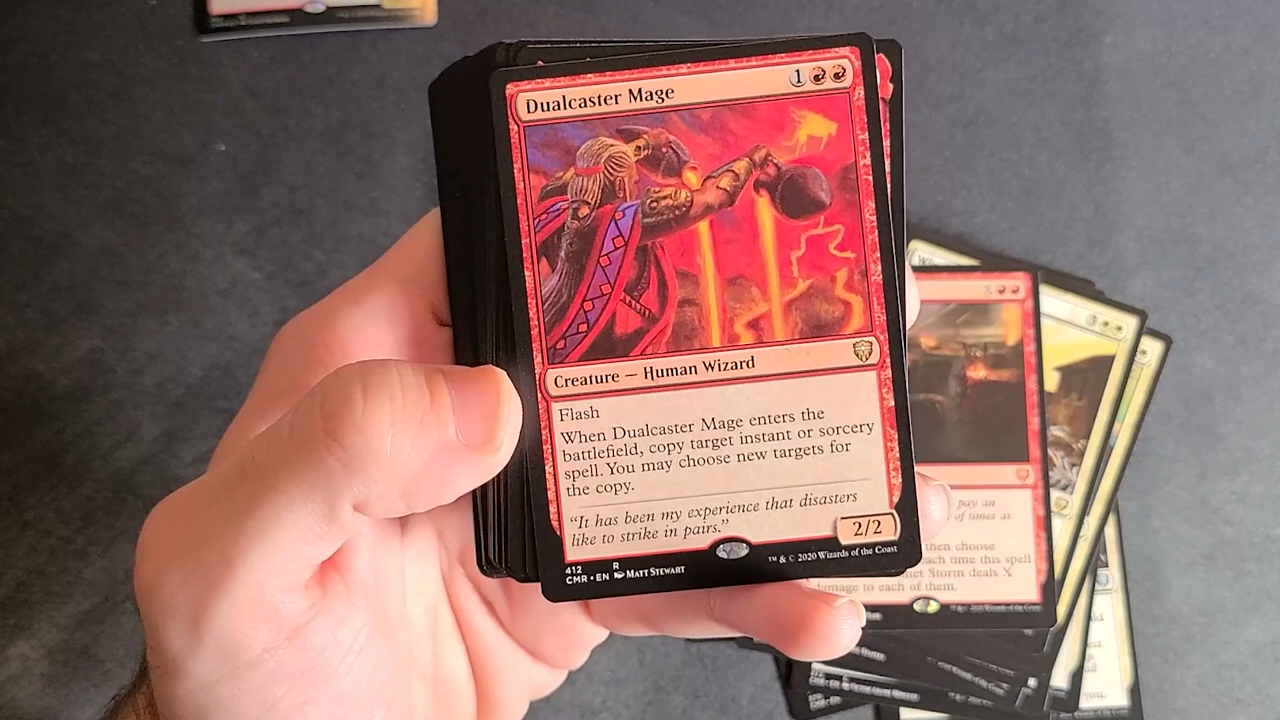 Dualcaster Mage
1
Creature — Human Wizard
Flash
When Dualcaster Mage enters the
battlefield, copy target instant or sorcery
spell. You may choose new targets for
the copy.
“It has been my experience that disasters
like to strike in pairs.”
2/2
412 R
CMR • EN Matt Stewart
™ & © 2020 Wizards of the Coast
X
pay an
of times as
then choose
each time this spell
Storm deals X
damage to each of them.